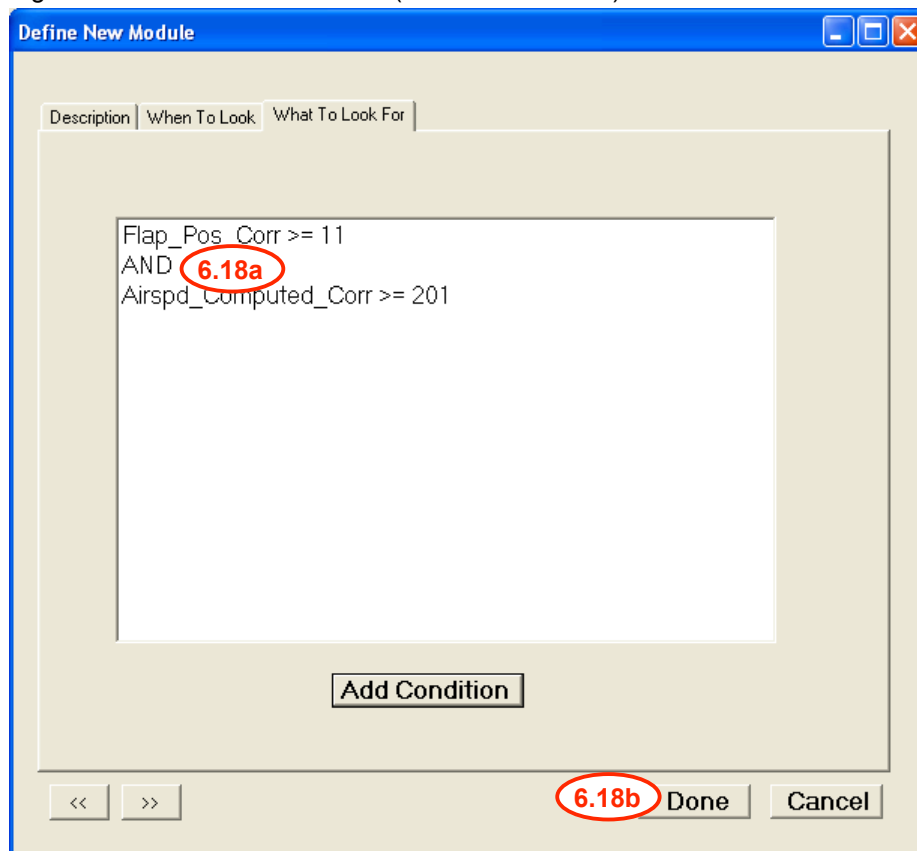 Define New Module
Description When To Look What To Look For
Flap_Pos_Corr >= 11
AND 6.18a
Airspd_Computed_Corr >= 201
Add Condition
<< >> 6.18b Done Cancel